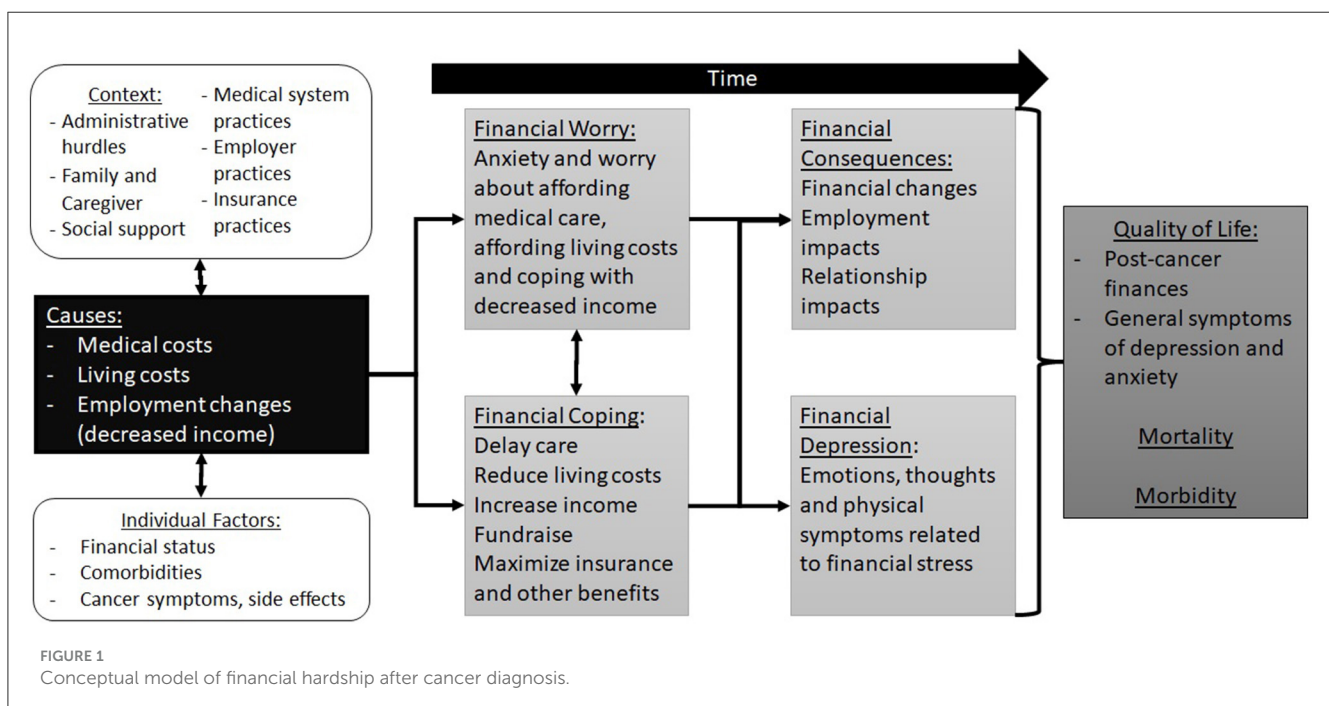 Time
Context:
- Administrative
hurdles
- Family and
Caregiver
- Social support
- Medical system
practices
- Employer
practices
- Insurance
practices
Causes:
- Medical costs
- Living costs
- Employment changes
(decreased income)
Individual Factors:
- Financial status
- Comorbidities
- Cancer symptoms, side effects
Financial Worry:
Anxiety and worry
about affording
medical care,
affording living costs
and coping with
decreased income
Financial Coping:
Delay care
Reduce living costs
Increase income
Fundraise
Maximize insurance
and other benefits
Financial
Consequences:
Financial changes
Employment
impacts
Relationship
impacts
Financial
Depression:
Emotions, thoughts
and physical
symptoms related
to financial stress
Quality of Life:
- Post-cancer
finances
- General symptoms
of depression and
anxiety
Mortality
Morbidity
FIGURE 1
Conceptual model of financial hardship after cancer diagnosis.